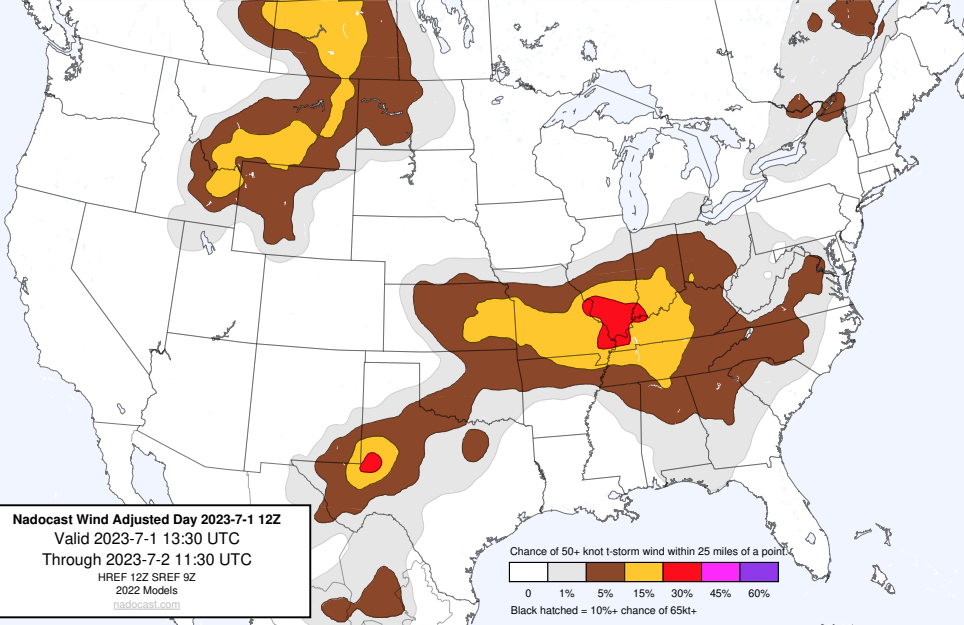 Nadocast Wind Adjusted Day 2023-7-1 12Z
Valid 2023-7-1 13:30 UTC
Through 2023-7-2 11:30 UTC
HREF 12Z SREF 9Z
2022 Models
nadocast.com
Chance of 50+ knot t-storm wind within 25 miles of a point.
0 1% 5% 15% 30% 45% 60%
Black hatched = 10%+ chance of 65kt+